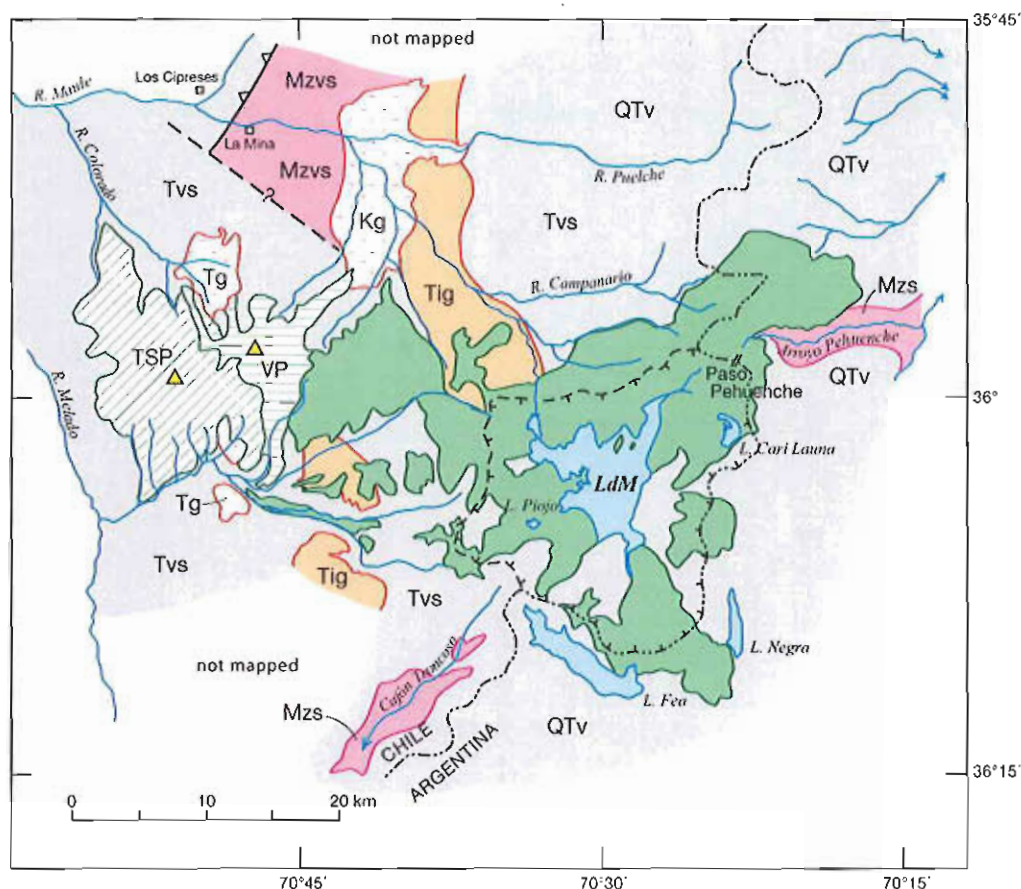 35°45'
not mapped
Los Cipreses
Mzvs
QTv
R. Maule
R. Colorado
La Mina
Mzvs
QTv
R. Puelche
Tvs
Kg
Tvs
Tg
Tig
R. Campanario
Mzs
TSP
VP
Arroyo Pehuenche
Paso
Pehuenche
QTv
R. Melado
36°
L. Cari Launa
LdM
L. Piojo
Tg
Tvs
Tig
Tvs
L. Negra
not mapped
Cajón Troncoso
L. Fea
Mzs
QTv
CHILE
ARGENTINA
36°15'
0 10 20 km
70°45' 70°30' 70°15'
?